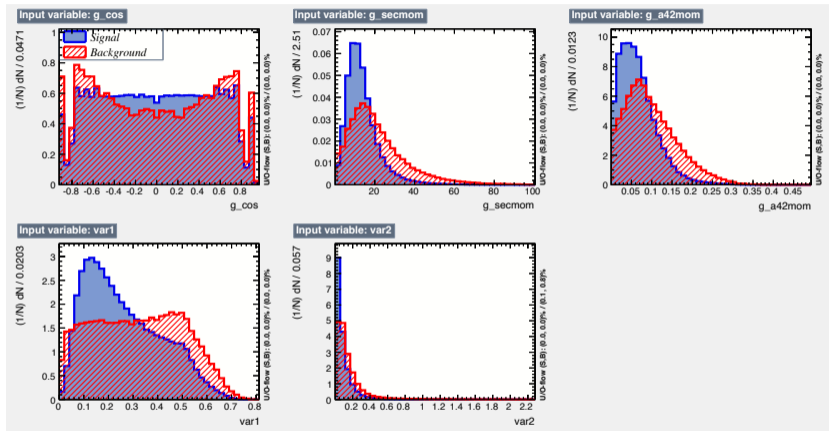 Input variable: g_cos
(1/N) dN / 0.0471
Signal
Background
0 0.2 0.4 0.6 0.8 1
-0.8 -0.6 -0.4 -0.2 0 0.2 0.4 0.6 0.8
g_cos
U/O-flow (S,B): (0.0, 0.0)% / (0.0, 0.0)%
Input variable: g_secmom
(1/N) dN / 2.51
0 0.01 0.02 0.03 0.04 0.05 0.06 0.07
20 40 60 80 100
g_secmom
U/O-flow (S,B): (0.0, 0.0)% / (0.0, 0.0)%
Input variable: g_a42mom
(1/N) dN / 0.0123
0 2 4 6 8 10
0.05 0.1 0.15 0.2 0.25 0.3 0.35 0.4 0.45
g_a42mom
U/O-flow (S,B): (0.0, 0.0)% / (0.0, 0.0)%
Input variable: var1
(1/N) dN / 0.0203
0 0.5 1 1.5 2 2.5 3
0 0.1 0.2 0.3 0.4 0.5 0.6 0.7 0.8
var1
U/O-flow (S,B): (0.0, 0.0)% / (0.0, 0.0)%
Input variable: var2
(1/N) dN / 0.057
0 1 2 3 4 5 6 7 8 9
0.2 0.4 0.6 0.8 1 1.2 1.4 1.6 1.8 2 2.2
var2
U/O-flow (S,B): (0.0, 0.0)% / (0.1, 0.8)%